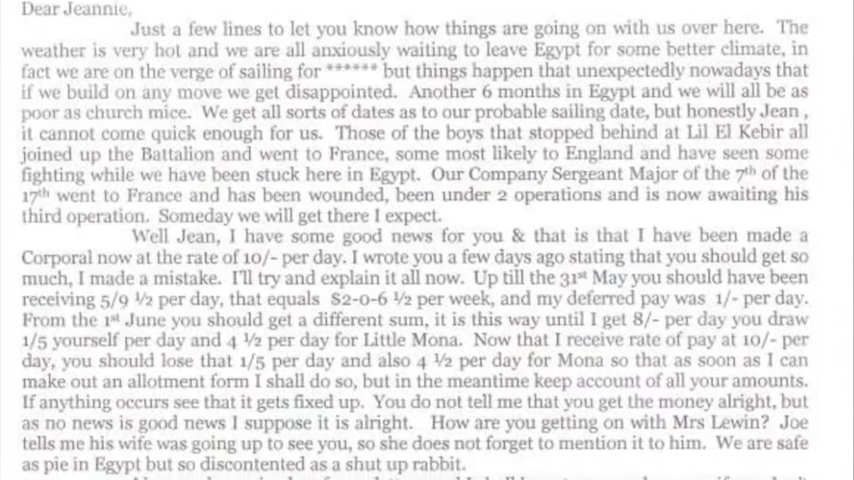 Dear Jeannie,
Just a few lines to let you know how things are going on with us over here. The
weather is very hot and we are all anxiously waiting to leave Egypt for some better climate, in
fact we are on the verge of sailing for ****** but things happen that unexpectedly nowadays that
if we build on any move we get disappointed. Another 6 months in Egypt and we will all be as
poor as church mice. We get all sorts of dates as to our probable sailing date, but honestly Jean ,
it cannot come quick enough for us. Those of the boys that stopped behind at Lil El Kebir all
joined up the Battalion and went to France, some most likely to England and have seen some
fighting while we have been stuck here in Egypt. Our Company Sergeant Major of the 7th of the
17th went to France and has been wounded, been under 2 operations and is now awaiting his
third operation. Someday we will get there I expect.
Well Jean, I have some good news for you & that is that I have been made a
Corporal now at the rate of 10/- per day. I wrote you a few days ago stating that you should get so
much, I made a mistake. I'll try and explain it all now. Up till the 31st May you should have been
receiving 5/9 ½ per day, that equals $2-0-6 ½ per week, and my deferred pay was 1/- per day.
From the 1st June you should get a different sum, it is this way until I get 8/- per day you draw
1/5 yourself per day and 4 ½ per day for Little Mona. Now that I receive rate of pay at 10/- per
day, you should lose that 1/5 per day and also 4 ½ per day for Mona so that as soon as I can
make out an allotment form I shall do so, but in the meantime keep account of all your amounts.
If anything occurs see that it gets fixed up. You do not tell me that you get the money alright, but
as no news is good news I suppose it is alright. How are you getting on with Mrs Lewin? Joe
tells me his wife was going up to see you, so she does not forget to mention it to him. We are safe
as pie in Egypt but so discontented as a shut up rabbit.